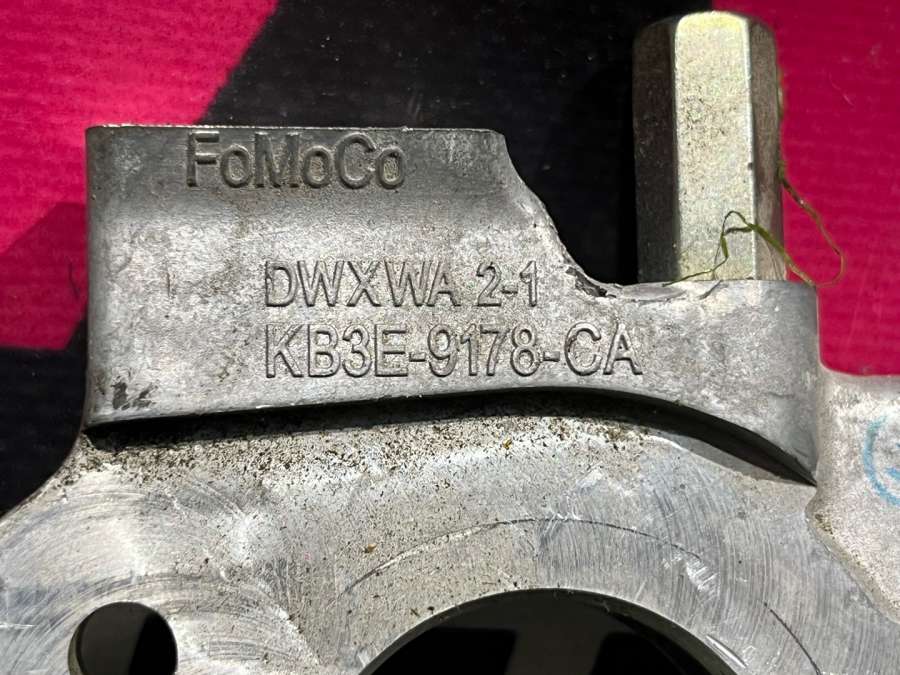 FoMoCo
DWXWA 2-1
KB3E-9178-CA